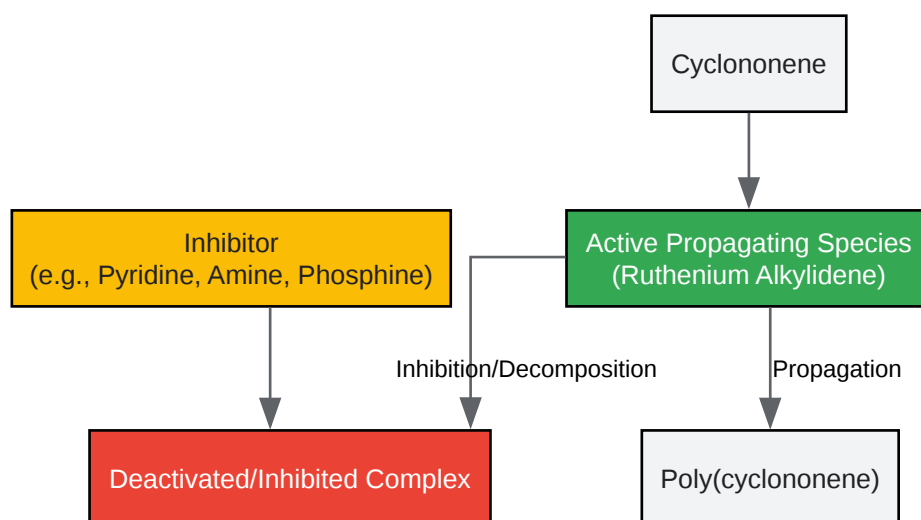 Cyclononene
Inhibitor
(e.g., Pyridine, Amine, Phosphine)
Active Propagating Species
(Ruthenium Alkylidene)
Inhibition/Decomposition
Propagation
Deactivated/Inhibited Complex
Poly(cyclononene)